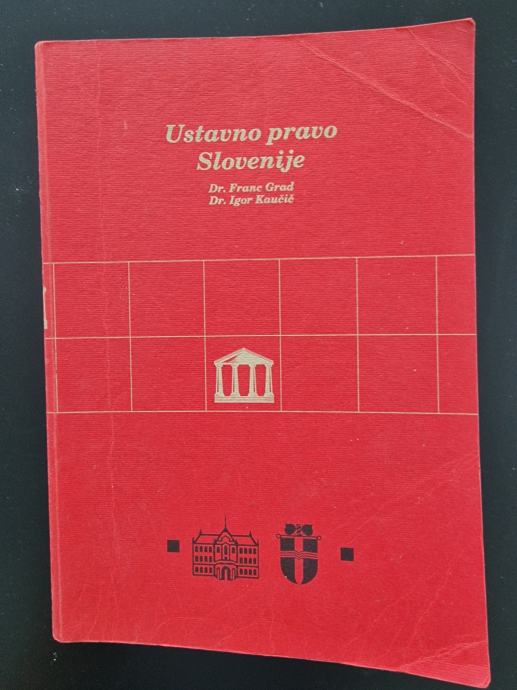 Ustavno pravo
Slovenije
Dr. Franc Grad
Dr. Igor Kaučič